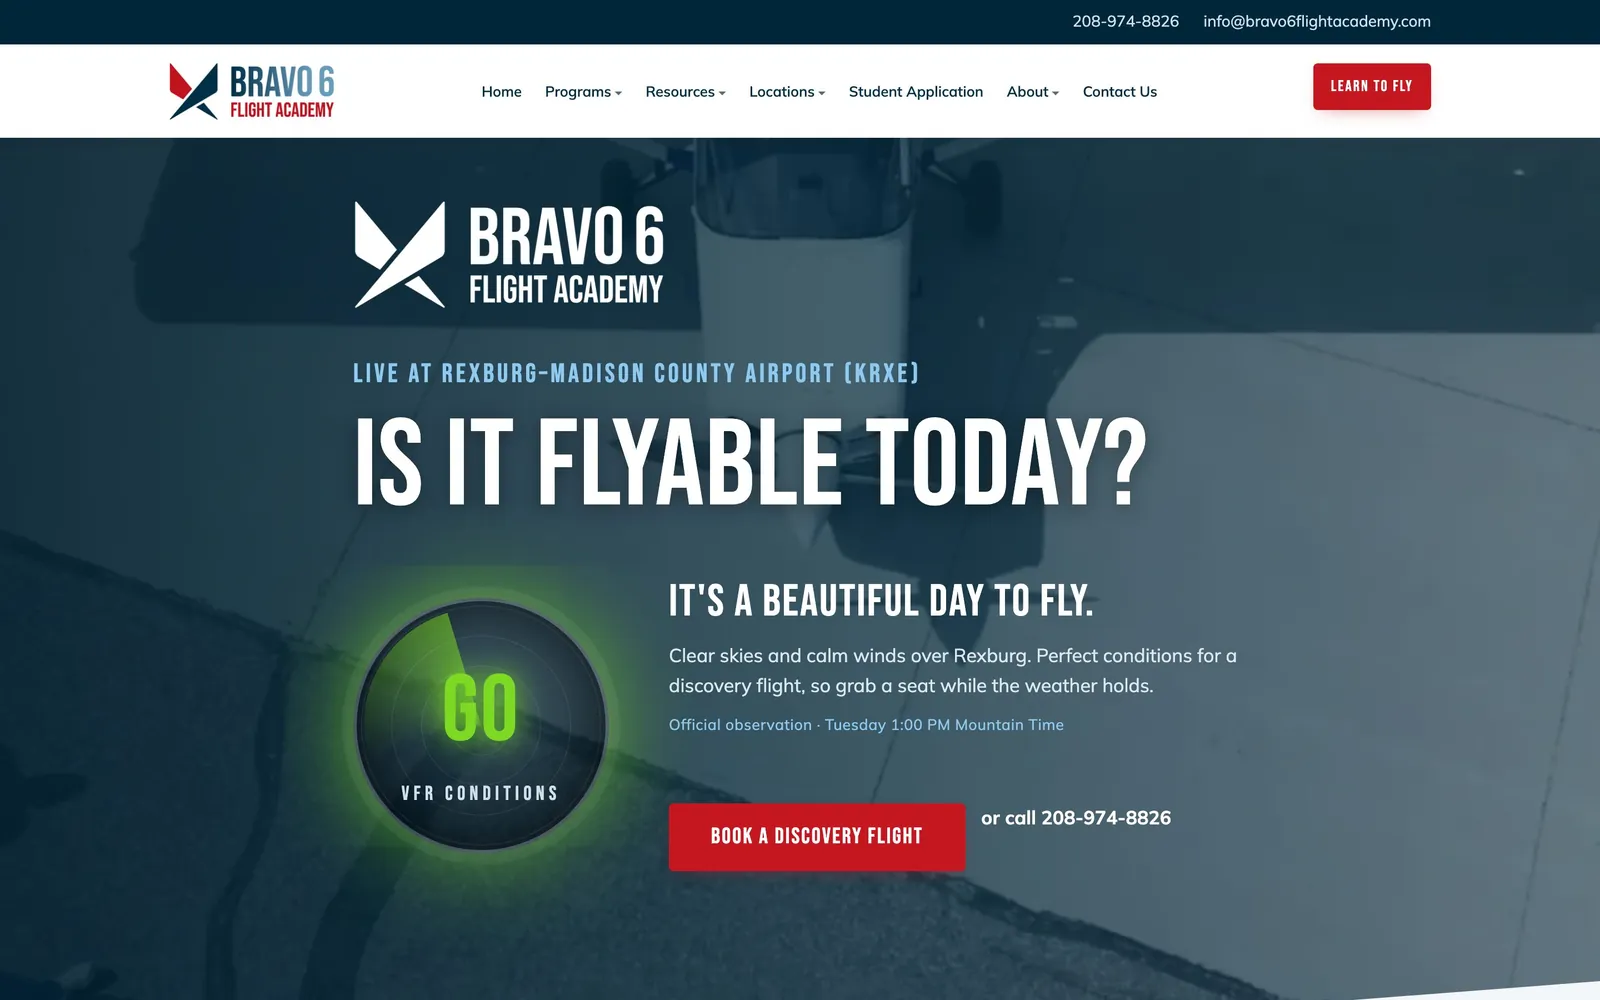 208-974-8826 info@bravo6flightacademy.com
BRAVO 6
FLIGHT ACADEMY
Home Programs Resources Locations Student Application About Contact Us
LEARN TO FLY
BRAVO 6
FLIGHT ACADEMY
LIVE AT REXBURG–MADISON COUNTY AIRPORT (KRXE)
IS IT FLYABLE TODAY?
GO
VFR CONDITIONS
IT'S A BEAUTIFUL DAY TO FLY.
Clear skies and calm winds over Rexburg. Perfect conditions for a
discovery flight, so grab a seat while the weather holds.
Official observation · Tuesday 1:00 PM Mountain Time
BOOK A DISCOVERY FLIGHT
or call 208-974-8826